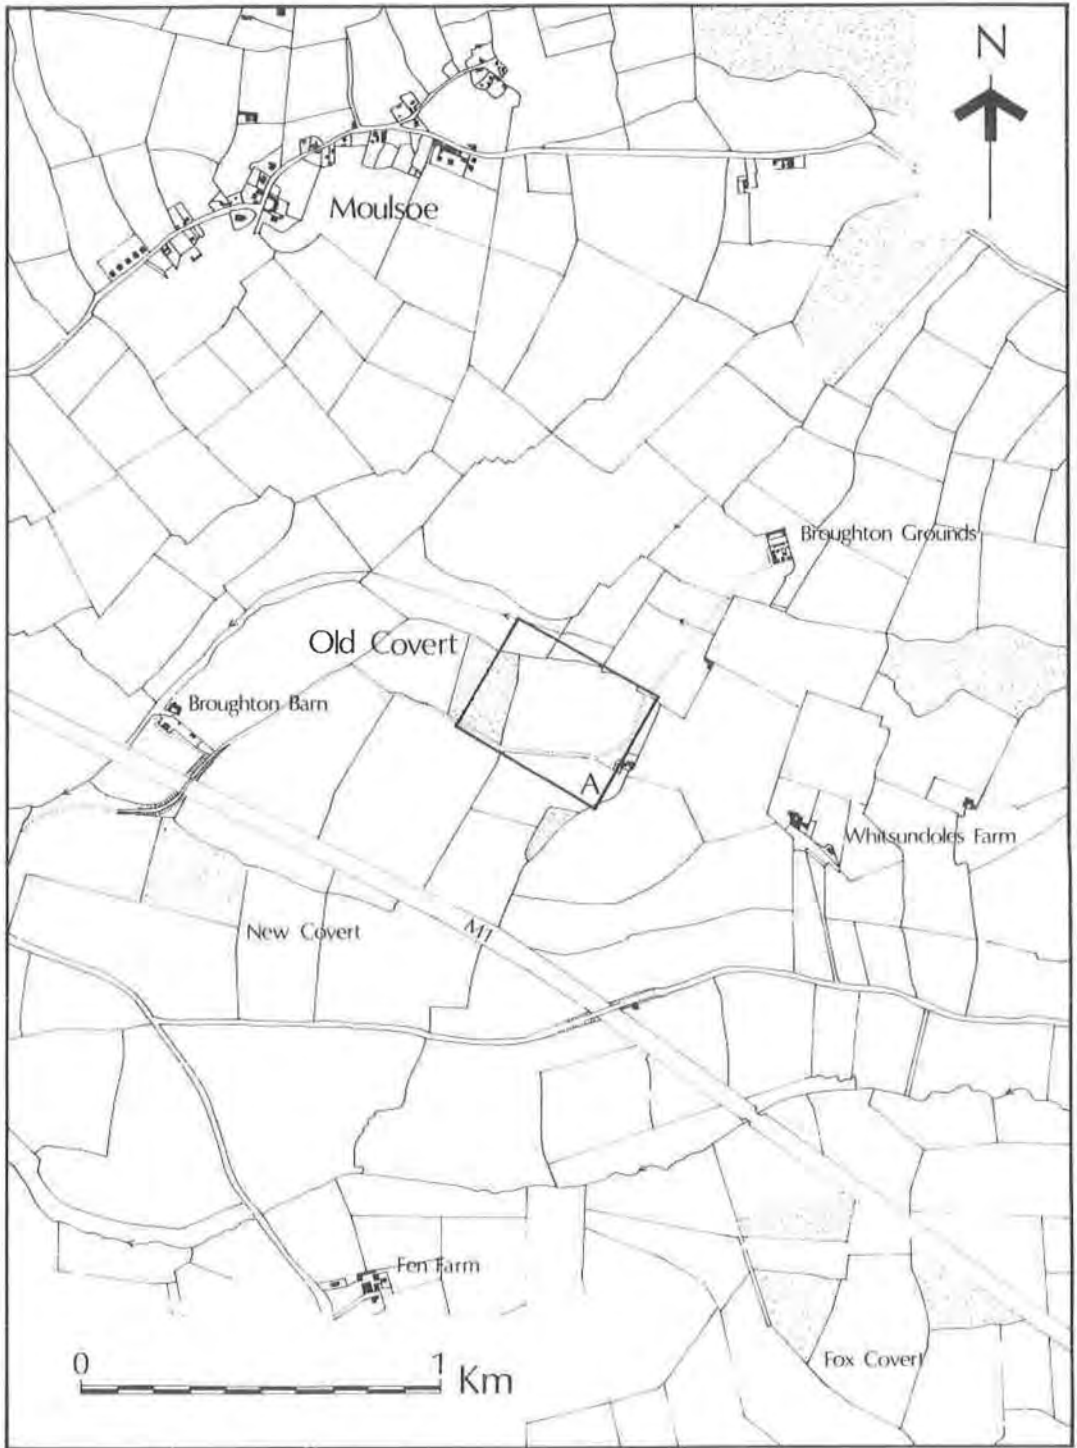 N
Moulsoe
Broughton Grounds
Old Covert
Broughton Barn
A
Whitsundoles Farm
New Covert
M1
Fen Farm
0 1 Km
Fox Covert